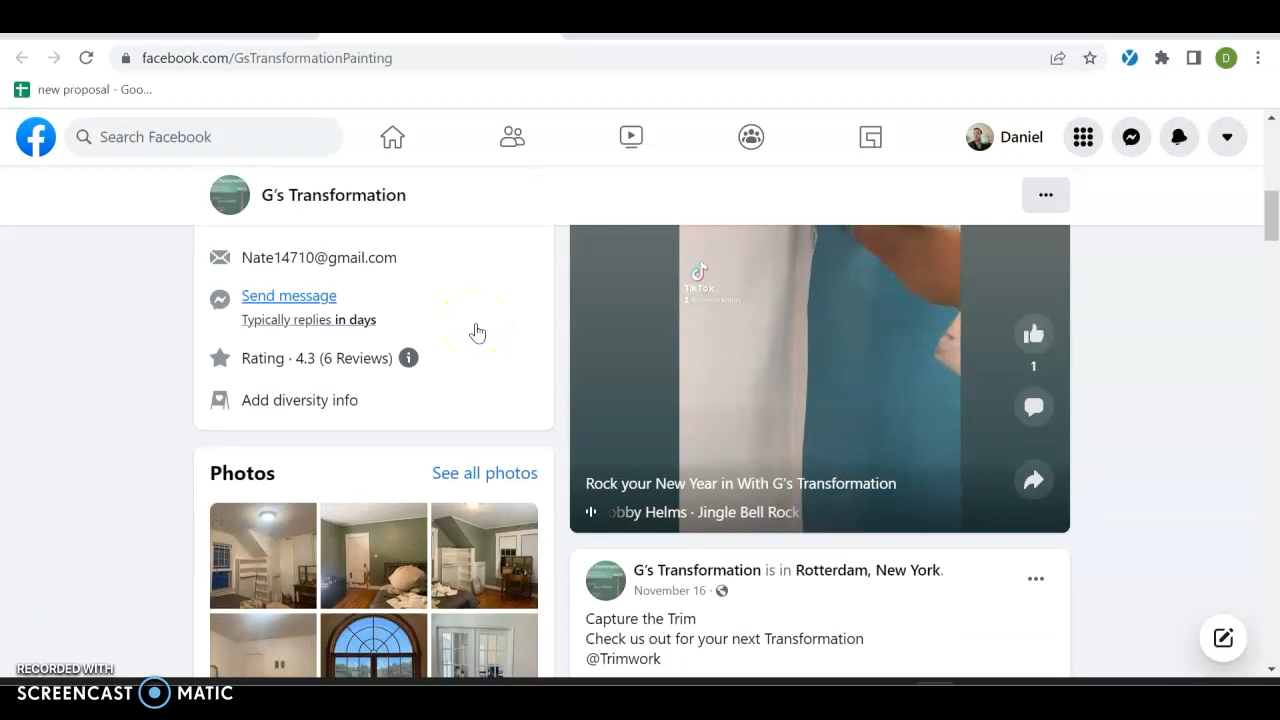 facebook.com/GsTransformationPainting
new proposal - Goo...
Search Facebook
Daniel
D
G's Transformation
Nate14710@gmail.com
Send message
Typically replies in days
Rating · 4.3 (6 Reviews)
Add diversity info
Photos
See all photos
TikTok
1
Rock your New Year in With G's Transformation
obby Helms · Jingle Bell Rock
G's Transformation is in Rotterdam, New York.
November 16 ·
Capture the Trim
Check us out for your next Transformation
@Trimwork
RECORDED WITH
SCREENCAST MATIC